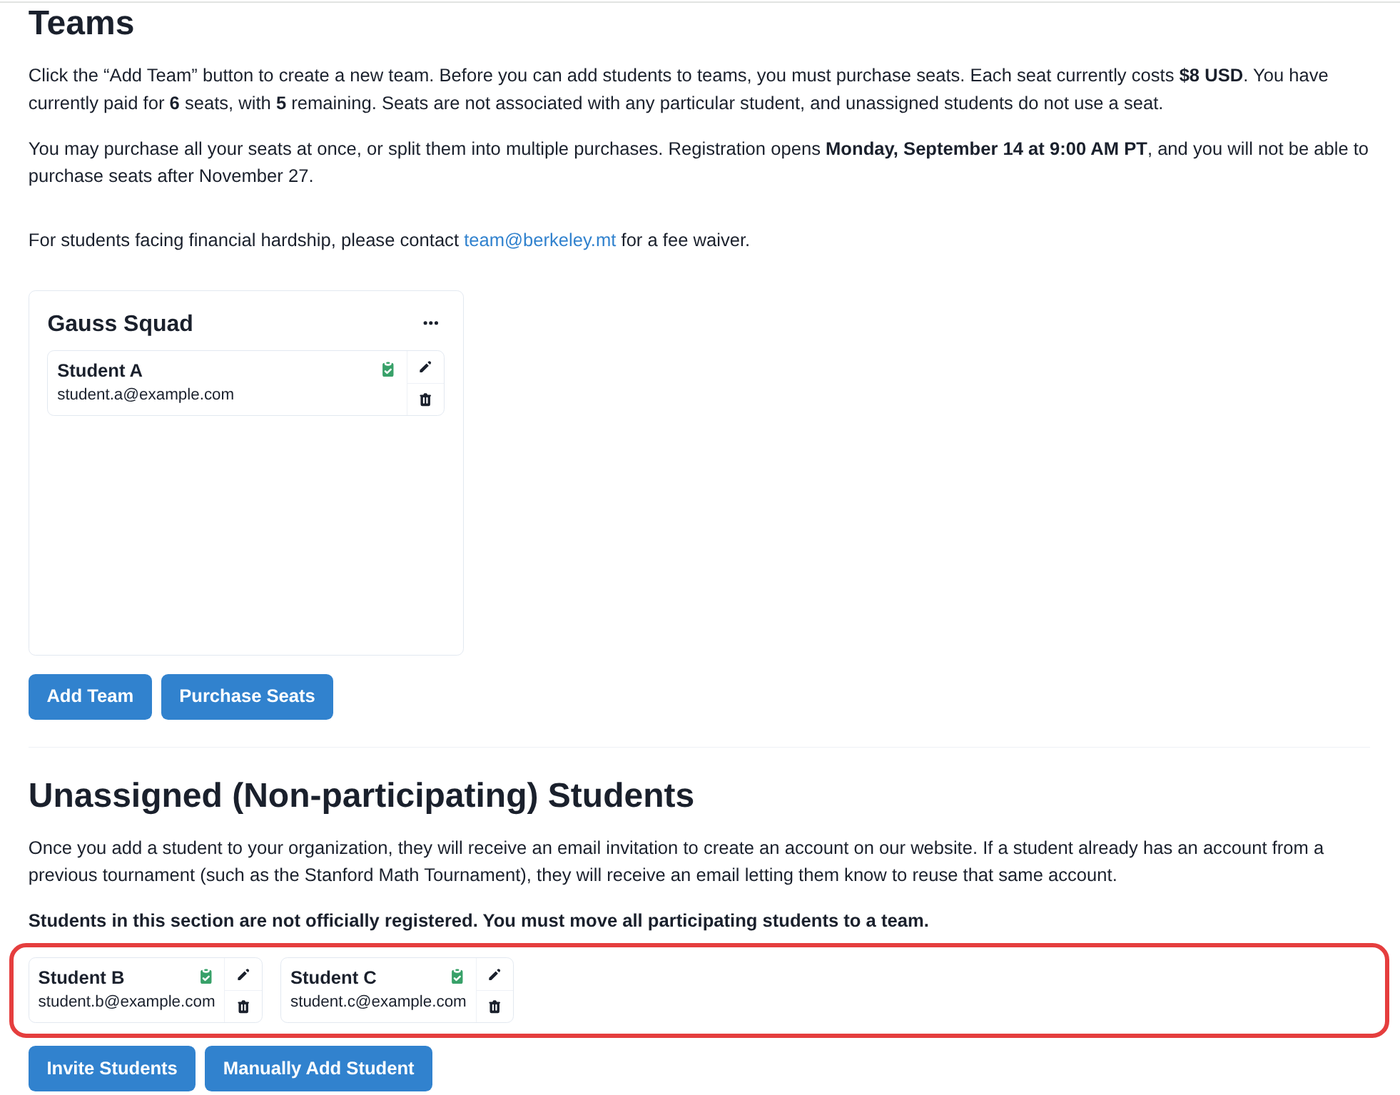 Teams
Click the “Add Team” button to create a new team. Before you can add students to teams, you must purchase seats. Each seat currently costs $8 USD. You have
currently paid for 6 seats, with 5 remaining. Seats are not associated with any particular student, and unassigned students do not use a seat.
You may purchase all your seats at once, or split them into multiple purchases. Registration opens Monday, September 14 at 9:00 AM PT, and you will not be able to
purchase seats after November 27.
For students facing financial hardship, please contact team@berkeley.mt for a fee waiver.
Gauss Squad
Student A
student.a@example.com
Add Team
Purchase Seats
Unassigned (Non-participating) Students
Once you add a student to your organization, they will receive an email invitation to create an account on our website. If a student already has an account from a
previous tournament (such as the Stanford Math Tournament), they will receive an email letting them know to reuse that same account.
Students in this section are not officially registered. You must move all participating students to a team.
Student B
student.b@example.com
Student C
student.c@example.com
Invite Students
Manually Add Student